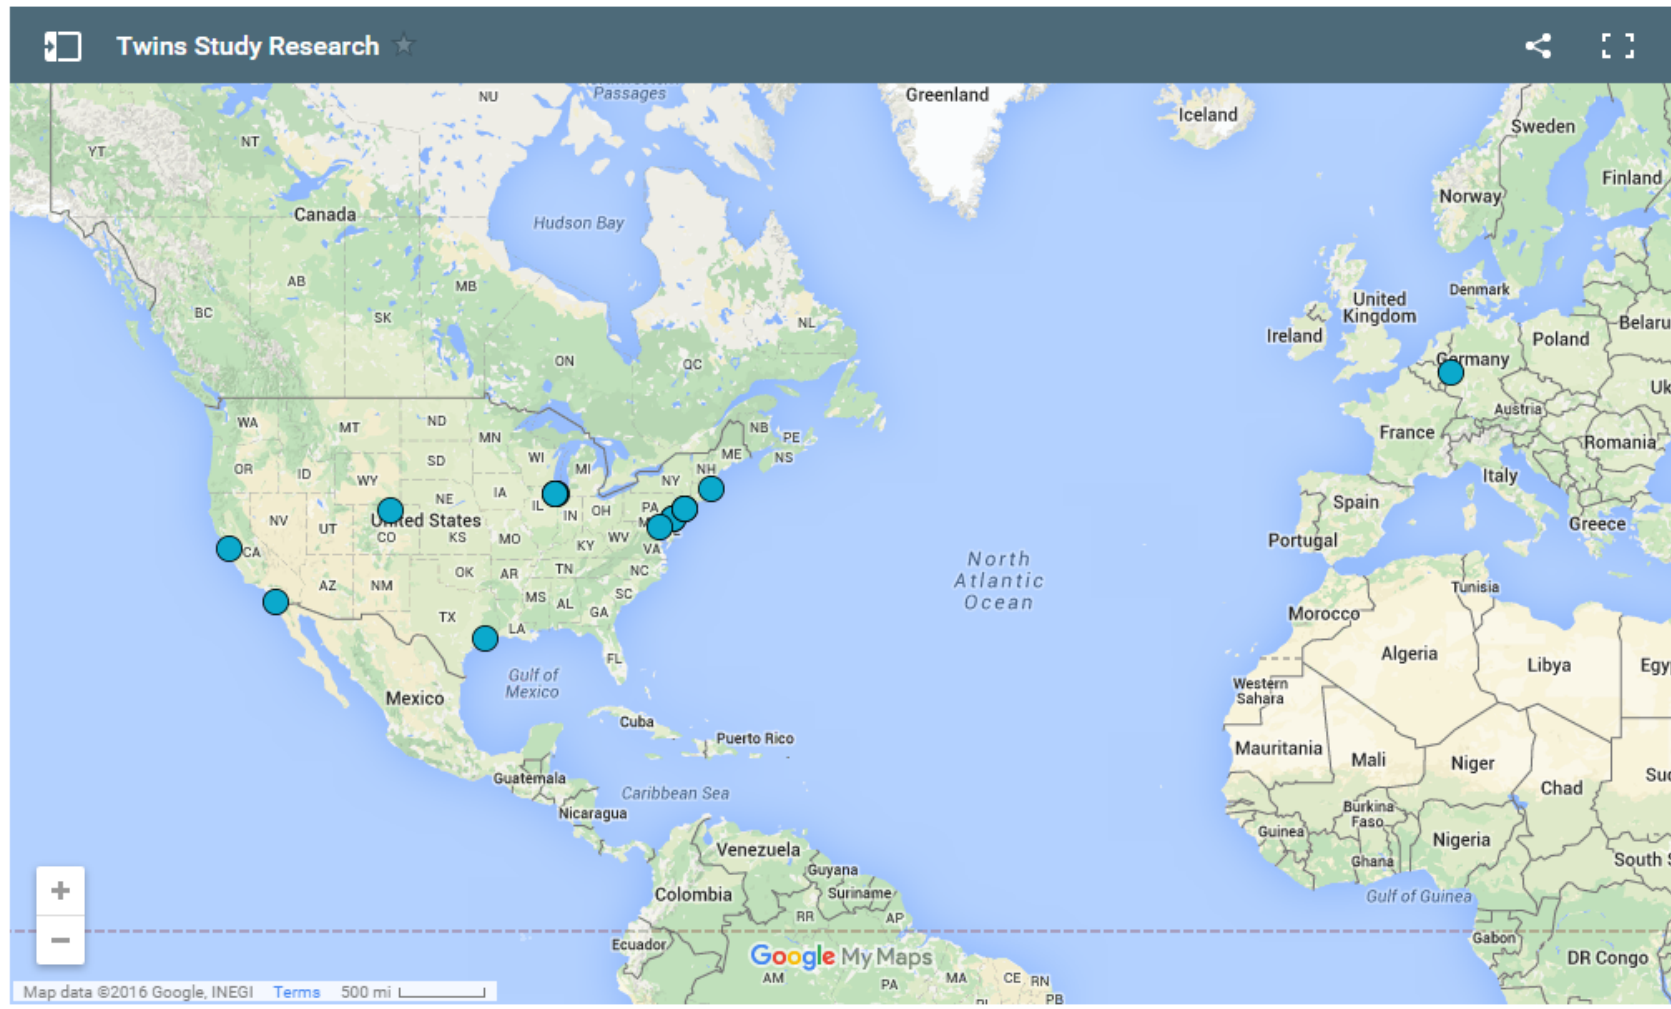 Twins Study Research
Passages
NU
Greenland
Iceland
Sweden
NT
YT
Finland
Norway
Canada
Hudson Bay
AB
MB
Denmark
BC
SK
United
Kingdom
NL
Ireland
Belaru
Poland
ON
QC
Germany
Uk
Austria
WA
MT
ND
MN
NB
PE
France
Romania
OR
ID
SD
WI
MI
ME
NS
NH
Italy
WY
NE
IA
NY
IL
IN
OH
PA
Spain
NV
UT
United States
CO
KS
MO
KY
WV
VA
Greece
Portugal
CA
North
Atlantic
Ocean
AZ
NM
OK
AR
TN
NC
Tunisia
MS
AL
GA
SC
Morocco
TX
LA
FL
Algeria
Libya
Egy
Gulf of
Mexico
Western
Sahara
Mexico
Cuba
Puerto Rico
Mauritania
Mali
Niger
Guatemala
Caribbean Sea
Chad
Suc
Nicaragua
Burkina
Faso
Guinea
Nigeria
Venezuela
Ghana
South S
Guyana
Colombia
Suriname
Gulf of Guinea
RR
AP
Ecuador
Gabon
Google My Maps
DR Congo
AM
PA
MA
CE
RN
PB
Map data ©2016 Google, INEGI Terms 500 mi